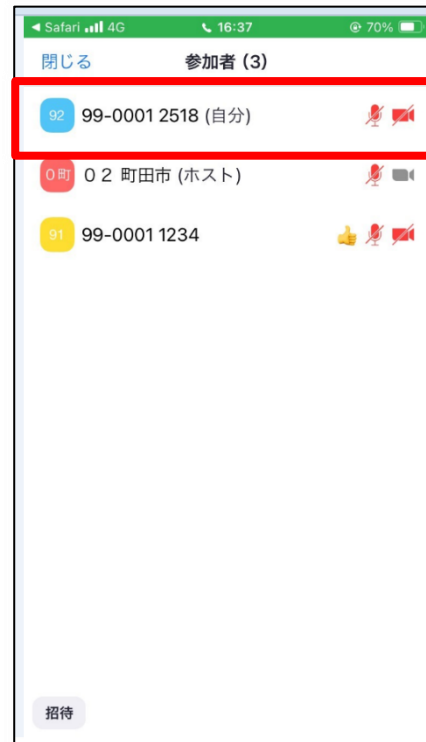 ◀ Safari 4G 16:37 70%
閉じる 参加者 (3)
92 99-0001 2518 (自分)
0町 ０２ 町田市 (ホスト)
91 99-0001 1234
招待